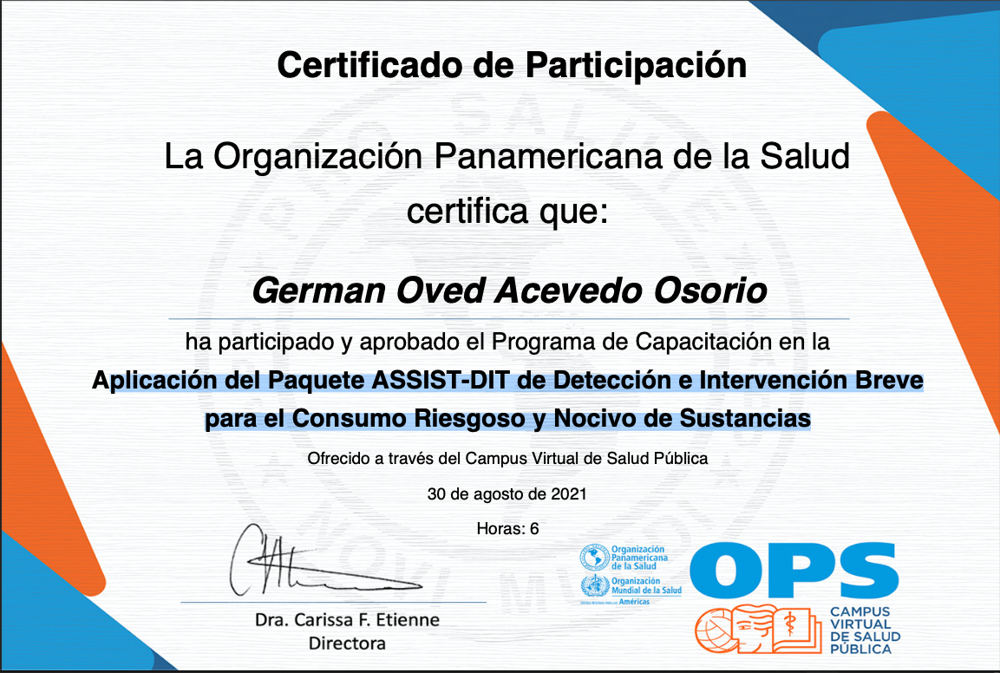 Certificado de Participación
La Organización Panamericana de la Salud
certifica que:
German Oved Acevedo Osorio
ha participado y aprobado el Programa de Capacitación en la
Aplicación del Paquete ASSIST-DIT de Detección e Intervención Breve
para el Consumo Riesgoso y Nocivo de Sustancias
Ofrecido a través del Campus Virtual de Salud Pública
30 de agosto de 2021
Horas: 6
Dra. Carissa F. Etienne
Directora
Organización
Panamericana
de la Salud
Organización
Mundial de la Salud
OFICINA REGIONAL PARA LAS Américas
OPS
CAMPUS
VIRTUAL
DE SALUD
PÚBLICA